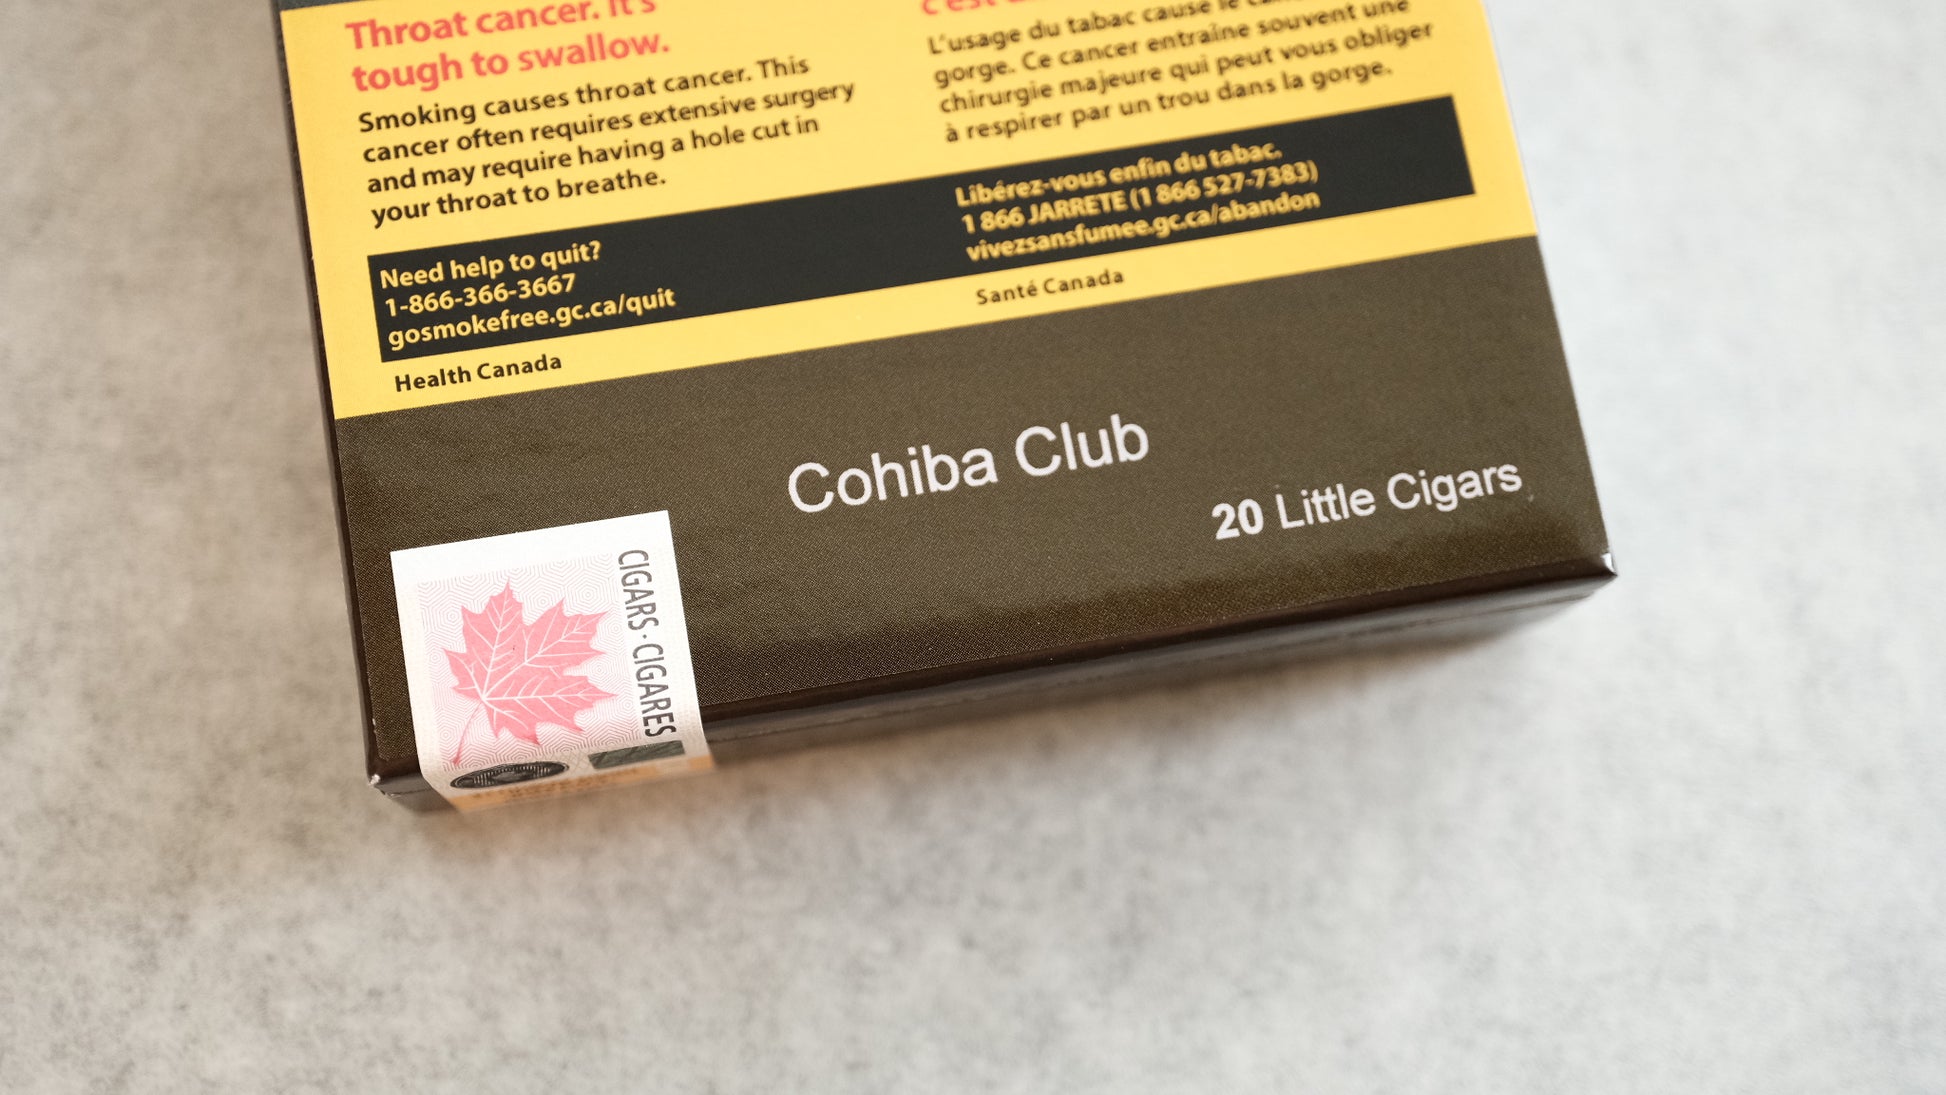 Throat cancer. It's
tough to swallow.
Smoking causes throat cancer. This
cancer often requires extensive surgery
and may require having a hole cut in
your throat to breathe.
Need help to quit?
1-866-366-3667
gosmokefree.gc.ca/quit
Health Canada
c'est
L'usage du tabac cause le
gorge. Ce cancer entraîne souvent une
chirurgie majeure qui peut vous obliger
à respirer par un trou dans la gorge.
Libérez-vous enfin du tabac.
1 866 JARRETE (1 866 527-7383)
vivezsansfumee.gc.ca/abandon
Santé Canada
Cohiba Club
20 Little Cigars
CIGARS · CIGARES